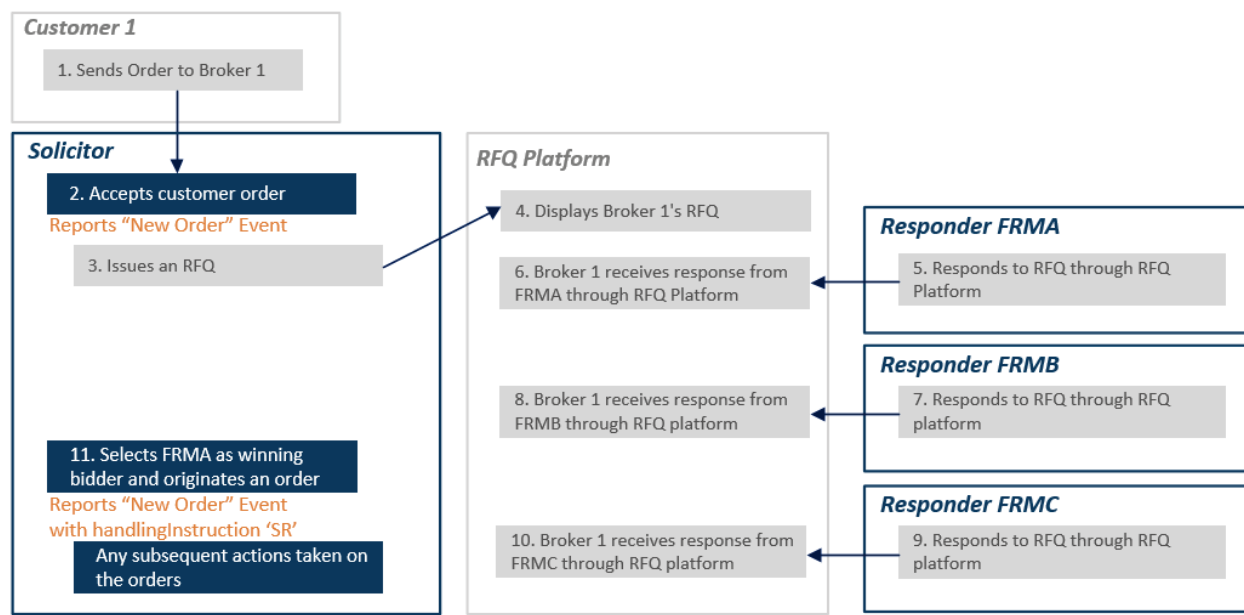 Customer 1
1. Sends Order to Broker 1
Solicitor
2. Accepts customer order
Reports “New Order” Event
3. Issues an RFQ
11. Selects FRMA as winning
bidder and originates an order
Reports “New Order” Event
with handlingInstruction ‘SR’
Any subsequent actions taken on
the orders
RFQ Platform
4. Displays Broker 1's RFQ
6. Broker 1 receives response from
FRMA through RFQ Platform
8. Broker 1 receives response from
FRMB through RFQ platform
10. Broker 1 receives response from
FRMC through RFQ platform
Responder FRMA
5. Responds to RFQ through RFQ
Platform
Responder FRMB
7. Responds to RFQ through RFQ
platform
Responder FRMC
9. Responds to RFQ through RFQ
platform